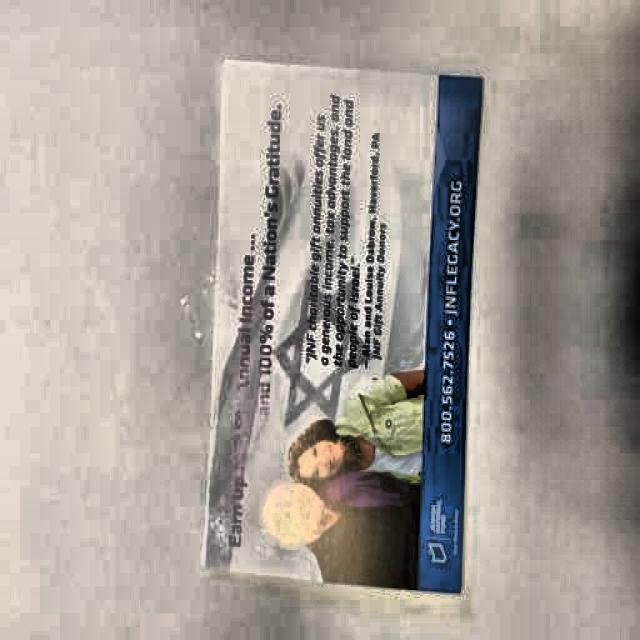 Earn up
Annual Income...
and 100% of a Nation's Gratitude.
"JNF charitable gift annuities offer us
a generous income, tax advantages, and
the opportunity to support the land and
people of Israel."
and Louise Dabrow, Haverford, PA
JNF Gift Annuity Donors
800.562.7526 • JNFLEGACY.ORG